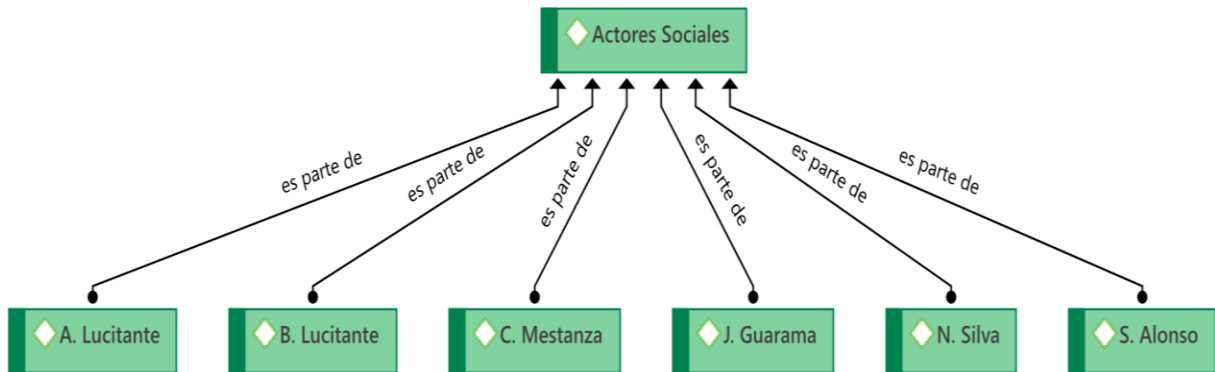 Actores Sociales
es parte de
es parte de
es parte de
es parte de
es parte de
es parte de
A. Lucitante
B. Lucitante
C. Mestanza
J. Guarama
N. Silva
S. Alonso